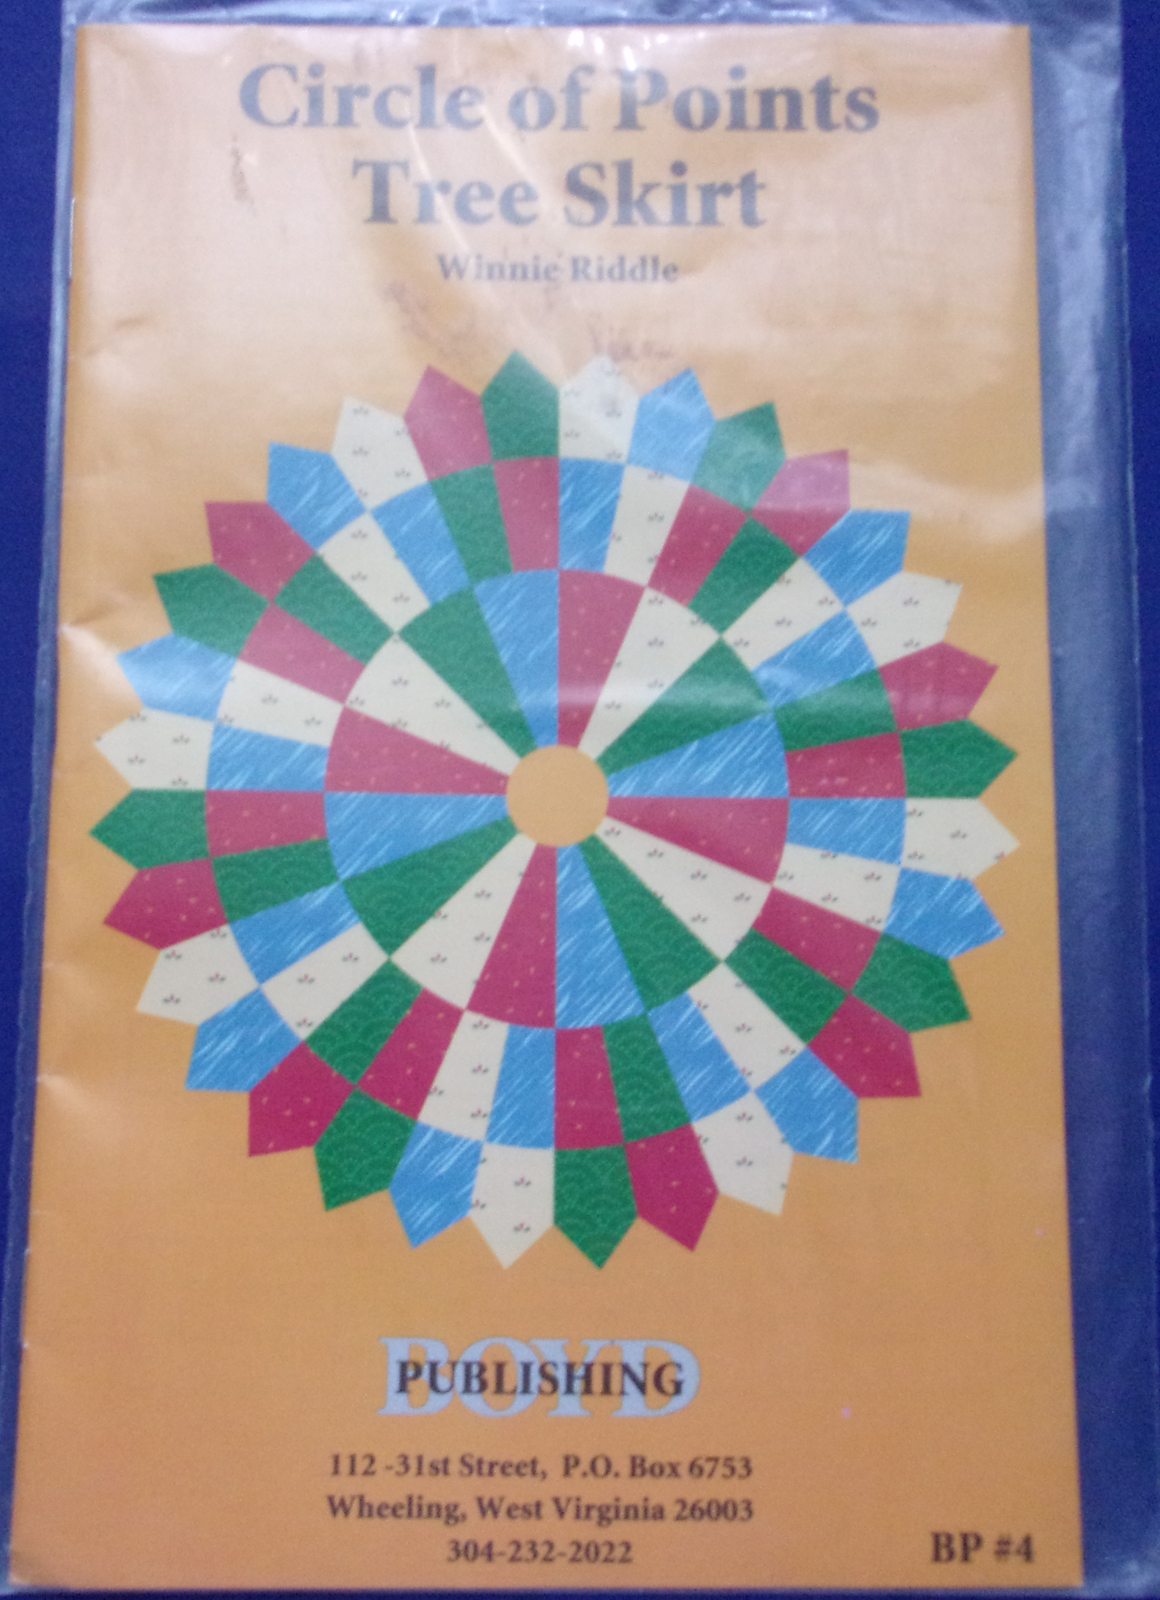 Circle of Points
Tree Skirt
Winnie Riddle
BOYD
PUBLISHING
112 -31st Street, P.O. Box 6753
Wheeling, West Virginia 26003
304-232-2022
BP #4